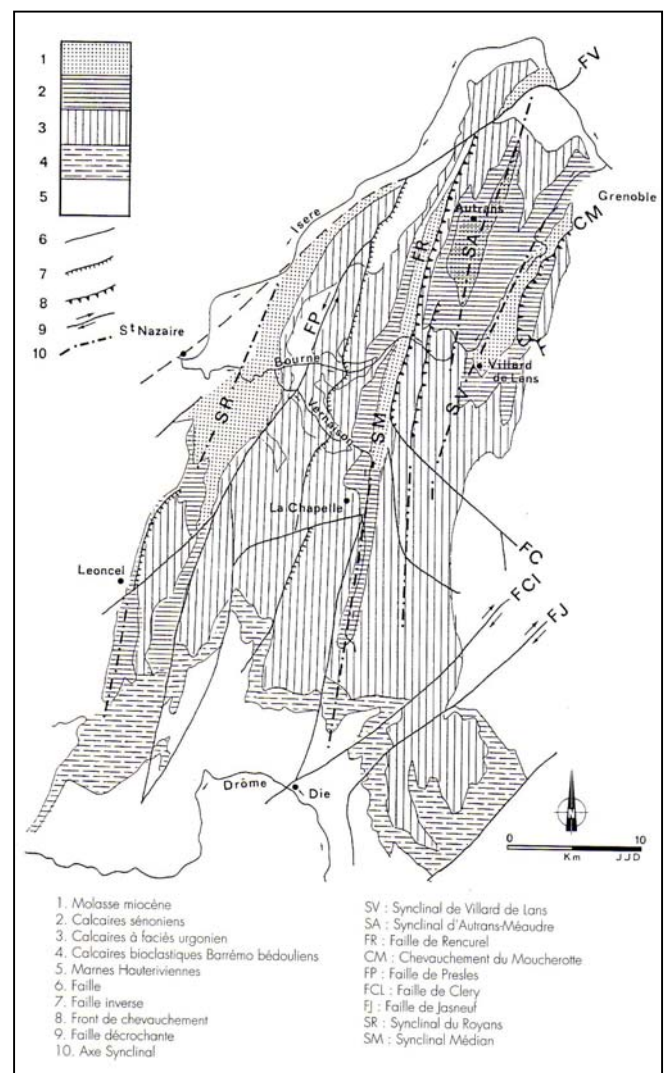 1
2
3
4
5
6
7
8
9
10
FV
Grenoble
Isere
Autrans
CM
SA
FR
St Nazaire
FP
Bourne
F
Villard
de Lens
SV
SR
Vernaison
SM
La Chapelle
FC
Leoncel
FCl
FJ
Drôme
Die
0 10
Km JJD
1. Molasse miocène
2. Calcaires sénoniens
3. Calcaires à faciès urgonien
4. Calcaires bioclastiques Barrémo bédouliens
5. Marnes Hauteriviennes
6. Faille
7. Faille inverse
8. Front de chevauchement
9. Faille décrochante
10. Axe Synclinal
SV : Synclinal de Villard de Lans
SA : Synclinal d'Autrans-Méaudre
FR : Faille de Rencurel
CM : Chevauchement du Moucherotte
FP : Faille de Presles
FCL : Faille de Clery
FJ : Faille de Jasneuf
SR : Synclinal du Royans
SM : Synclinal Médian